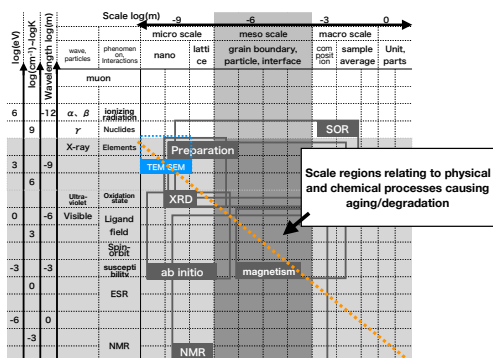 Scale log(m)
-9
-6
-3
0
micro scale
meso scale
macro scale
wave, particles
phenomenon, Interactions
nano
lattice
grain boundary, particle, interface
composition
sample average
Unit, parts
log(eV)
log(cm⁻¹)~logK
Wavelength log(m)
muon
6
-12
α、β
ionizing radiation
9
γ
Nuclides
SOR
X-ray
Elements
Preparation
3
-9
TEM/SEM
6
Ultra-violet
Oxidation state
XRD
0
-6
Visible
Ligand field
3
Spin-orbit
-3
-3
susceptibility
ab initio
magnetism
0
ESR
-6
0
-3
NMR
NMR
Scale regions relating to physical
and chemical processes causing
aging/degradation